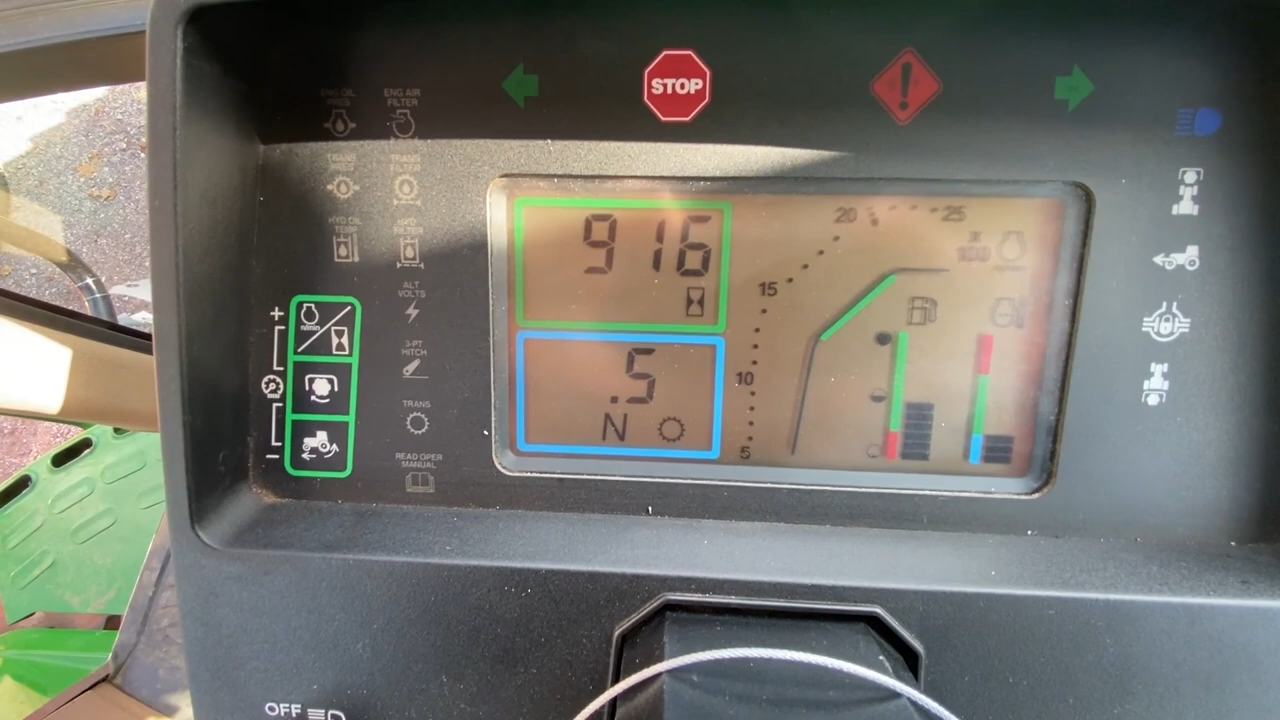 ENG OIL
PRES
ENG AIR
FILTER
STOP
!
TRANS
TRANS
FILTER
HYD OIL
TEMP
HYD
FILTER
ALT
VOLTS
3-PT
HITCH
TRANS
READ OPER
MANUAL
+
n/min
−
916
.5
N
5
10
15
20
25
X
100
OFF